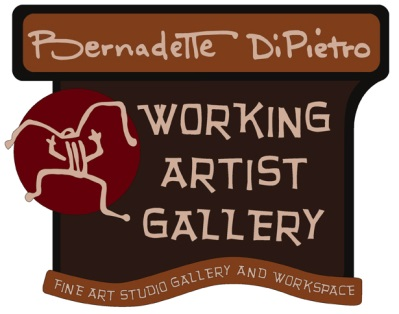 Bernadette DiPietro
WORKING
ARTIST
GALLERY
FINE ART STUDIO GALLERY AND WORKSPACE